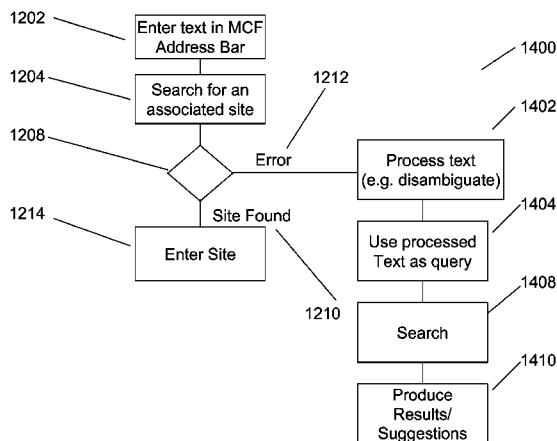 1202
Enter text in MCF
Address Bar
1204
Search for an
associated site
1208
1212
Error
1214
Site Found
Enter Site
1210
1400
1402
Process text
(e.g. disambiguate)
1404
Use processed
Text as query
1408
Search
1410
Produce
Results/
Suggestions